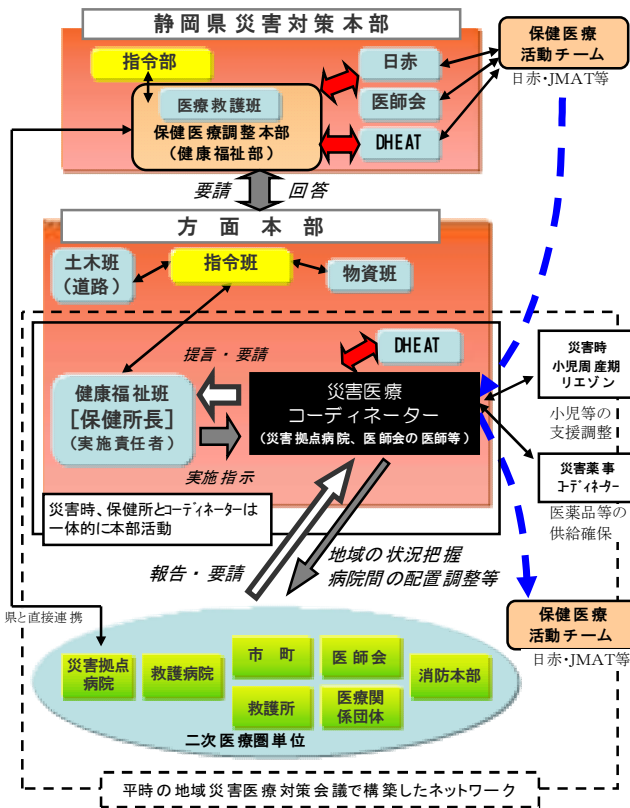 静岡県災害対策本部
指令部
医療救護班
保健医療調整本部
(健康福祉部)
日赤
医師会
DHEAT
保健医療
活動チーム
日赤・JMAT等
要請
回答
方面本部
土木班
(道路)
指令班
物資班
DHEAT
提言・要請
健康福祉班
[保健所長]
(実施責任者)
実施指示
災害医療
コーディネーター
(災害拠点病院、医師会の医師等)
災害時
小児周産期
リエゾン
小児等の
支援調整
災害薬事
コーディネーター
医薬品等の
供給確保
災害時、保健所とコーディネーターは
一体的に本部活動
報告・要請
地域の状況把握
病院間の配置調整等
県と直接連携
保健医療
活動チーム
日赤・JMAT等
災害拠点
病院
救護病院
市町
医師会
消防本部
救護所
医療関
係団体
二次医療圏単位
平時の地域災害医療対策会議で構築したネットワーク